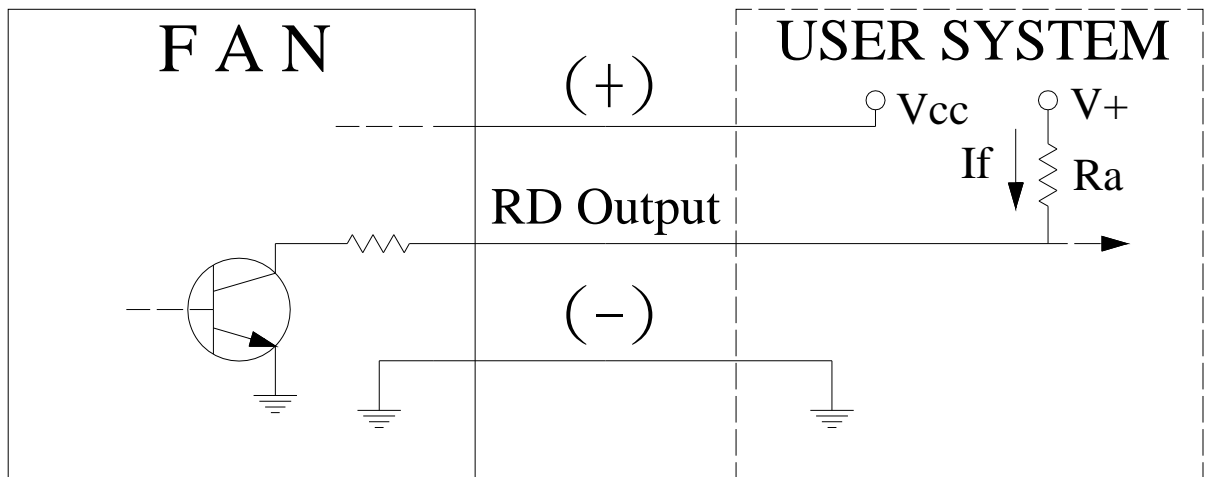 F A N
USER SYSTEM
(+)
Vcc
V+
If
Ra
RD Output
(-)